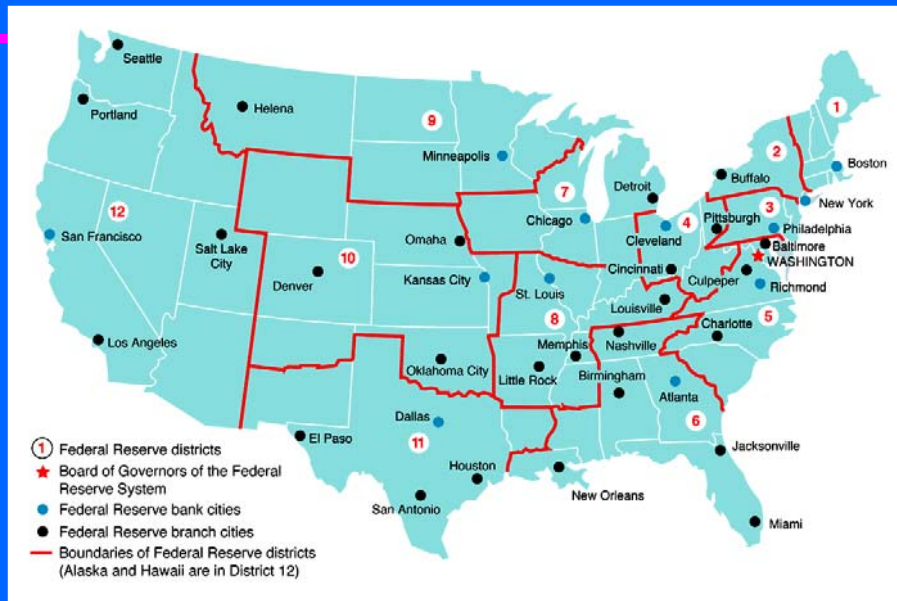 Seattle
Portland
Helena
9
Minneapolis
1
2
Boston
Buffalo
New York
7
Detroit
3
4
Pittsburgh
Philadelphia
Chicago
Cleveland
Baltimore
WASHINGTON
12
San Francisco
Salt Lake
City
Omaha
10
Denver
Kansas City
St. Louis
Cincinnati
Culpeper
Richmond
Louisville
8
5
Charlotte
Los Angeles
Oklahoma City
Memphis
Nashville
Little Rock
Birmingham
Atlanta
Dallas
6
El Paso
11
Houston
Jacksonville
San Antonio
New Orleans
Miami
1 Federal Reserve districts
Board of Governors of the Federal
Reserve System
Federal Reserve bank cities
Federal Reserve branch cities
Boundaries of Federal Reserve districts
(Alaska and Hawaii are in District 12)